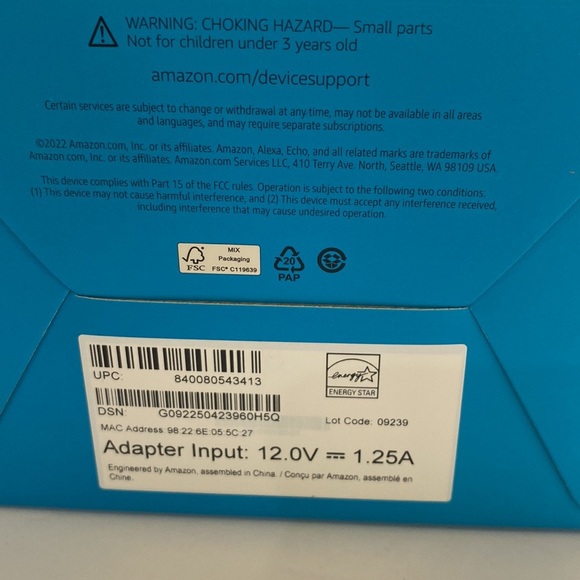 WARNING: CHOKING HAZARD— Small parts
Not for children under 3 years old
amazon.com/devicesupport
Certain services are subject to change or withdrawal at any time, may not be available in all areas
and languages, and may require separate subscriptions.
©2022 Amazon.com, Inc. or its affiliates. Amazon, Alexa, Echo, and all related marks are trademarks of
Amazon.com, Inc. or its affiliates. Amazon.com Services LLC, 410 Terry Ave. North, Seattle, WA 98109 USA.
This device complies with Part 15 of the FCC rules. Operation is subject to the following two conditions:
(1) This device may not cause harmful interference, and (2) This device must accept any interference received,
including interference that may cause undesired operation.
FSC
MIX
Packaging
FSC® C119639
20
PAP
UPC: 840080543413
energy
ENERGY STAR
DSN: G092250423960H5Q
Lot Code: 09239
MAC Address: 98:22:6E:05:5C:27
Adapter Input: 12.0V ⎓ 1.25A
Engineered by Amazon, assembled in China. / Conçu par Amazon, assemblé en
Chine.